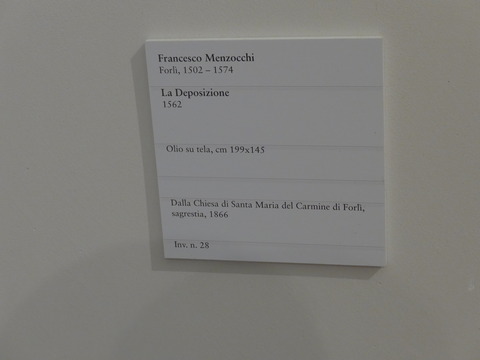 Francesco Menzocchi
Forlì, 1502 – 1574
La Deposizione
1562
Olio su tela, cm 199x145
Dalla Chiesa di Santa Maria del Carmine di Forlì,
sagrestia, 1866
Inv. n. 28